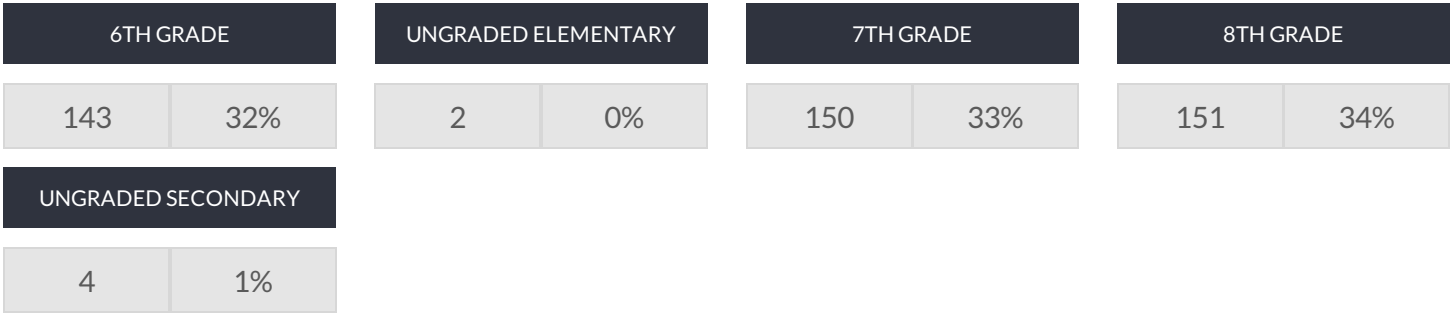 6TH GRADE UNGRADED ELEMENTARY 7TH GRADE 8TH GRADE
143 32% 2 0% 150 33% 151 34%
UNGRADED SECONDARY
4 1%